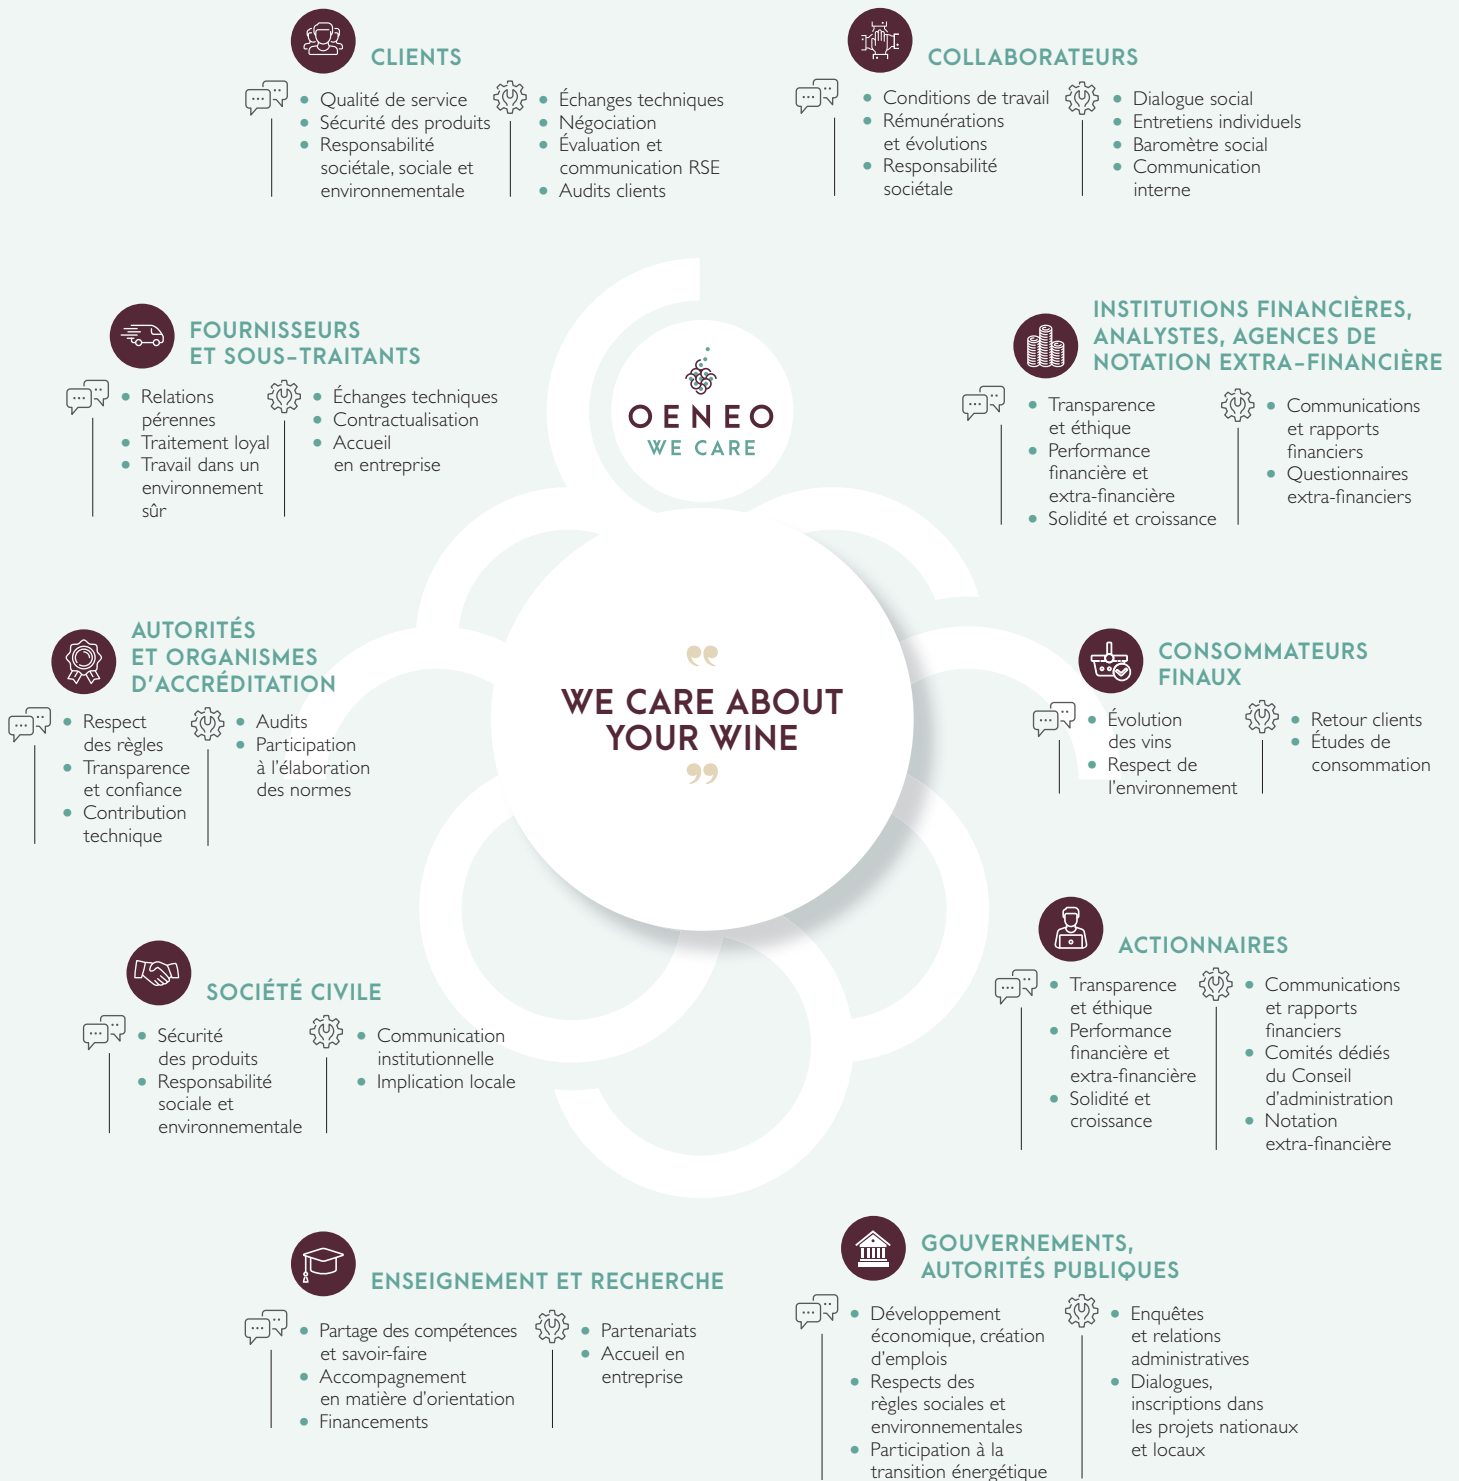 CLIENTS
Qualité de service
Sécurité des produits
Responsabilité
sociétale, sociale et
environnementale
Échanges techniques
Négociation
Évaluation et
communication RSE
Audits clients
COLLABORATEURS
Conditions de travail
Rémunérations
et évolutions
Responsabilité
sociétale
Dialogue social
Entretiens individuels
Baromètre social
Communication
interne
FOURNISSEURS
ET SOUS-TRAITANTS
Relations
pérennes
Traitement loyal
Travail dans un
environnement
sûr
Échanges techniques
Contractualisation
Accueil
en entreprise
OENEO
WE CARE
INSTITUTIONS FINANCIÈRES,
ANALYSTES, AGENCES DE
NOTATION EXTRA-FINANCIÈRE
Transparence
et éthique
Performance
financière et
extra-financière
Solidité et croissance
Communications
et rapports
financiers
Questionnaires
extra-financiers
AUTORITÉS
ET ORGANISMES
D'ACCRÉDITATION
Respect
des règles
Transparence
et confiance
Contribution
technique
Audits
Participation
à l'élaboration
des normes
"
WE CARE ABOUT
YOUR WINE
"
CONSOMMATEURS
FINAUX
Évolution
des vins
Respect de
l'environnement
Retour clients
Études de
consommation
SOCIÉTÉ CIVILE
Sécurité
des produits
Responsabilité
sociale et
environnementale
Communication
institutionnelle
Implication locale
ACTIONNAIRES
Transparence
et éthique
Performance
financière et
extra-financière
Solidité et
croissance
Communications
et rapports
financiers
Comités dédiés
du Conseil
d'administration
Notation
extra-financière
ENSEIGNEMENT ET RECHERCHE
Partage des compétences
et savoir-faire
Accompagnement
en matière d'orientation
Financements
Partenariats
Accueil en
entreprise
GOUVERNEMENTS,
AUTORITÉS PUBLIQUES
Développement
économique, création
d'emplois
Respects des
règles sociales et
environnementales
Participation à la
transition énergétique
Enquêtes
et relations
administratives
Dialogues,
inscriptions dans
les projets nationaux
et locaux